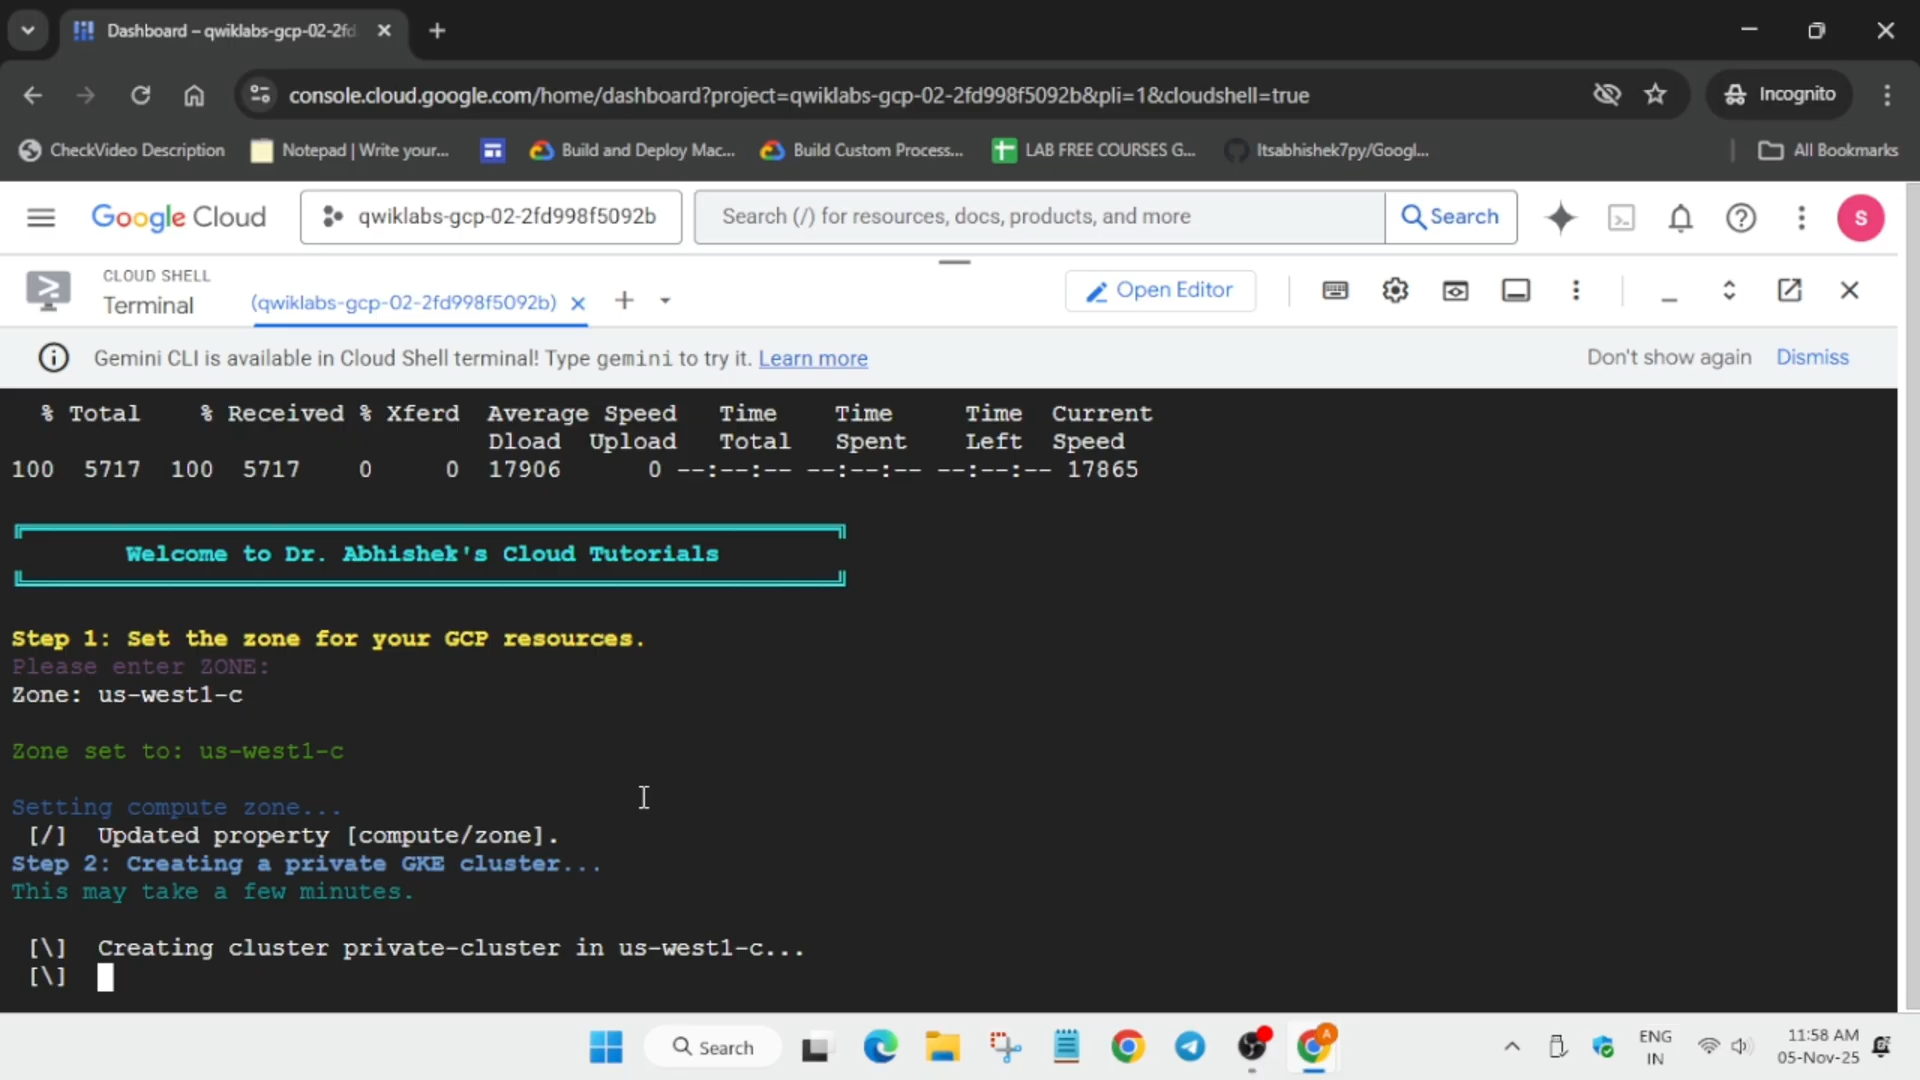 Dashboard – qwiklabs-gcp-02-2fd
console.cloud.google.com/home/dashboard?project=qwiklabs-gcp-02-2fd998f5092b&pli=1&cloudshell=true
Incognito
CheckVideo Description
Notepad | Write your...
Build and Deploy Mac...
Build Custom Process...
LAB FREE COURSES G...
Itsabhishek7py/Googl...
All Bookmarks
Google Cloud
qwiklabs-gcp-02-2fd998f5092b
Search (/) for resources, docs, products, and more
Search
S
CLOUD SHELL
Terminal
(qwiklabs-gcp-02-2fd998f5092b)
Open Editor
Gemini CLI is available in Cloud Shell terminal! Type gemini to try it. Learn more
Don't show again
Dismiss
% Total % Received % Xferd Average Speed Time Time Time Current
Dload Upload Total Spent Left Speed
100 5717 100 5717 0 0 17906 0 --:--:-- --:--:-- --:--:-- 17865
Welcome to Dr. Abhishek's Cloud Tutorials
Step 1: Set the zone for your GCP resources.
Please enter ZONE:
Zone: us-west1-c
Zone set to: us-west1-c
Setting compute zone...
[/] Updated property [compute/zone].
Step 2: Creating a private GKE cluster...
This may take a few minutes.
[\] Creating cluster private-cluster in us-west1-c...
[\]
Search
A
ENG
IN
11:58 AM
05-Nov-25